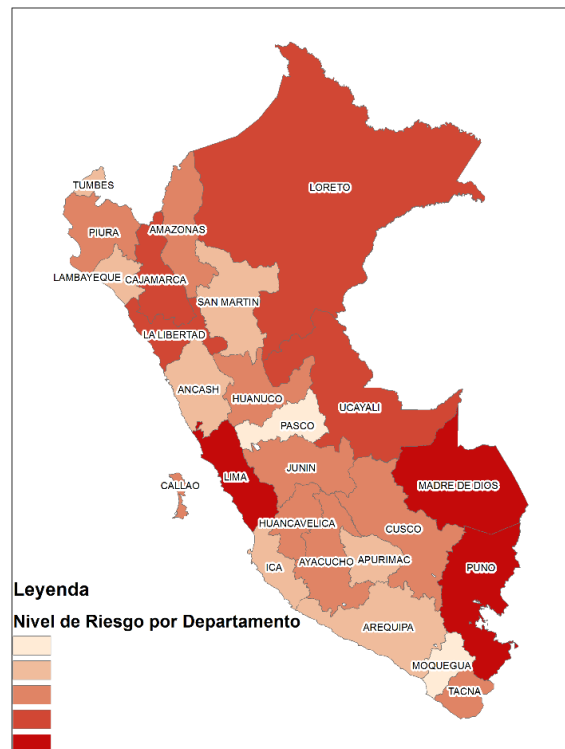 LORETO
TUMBES
AMAZONAS
PIURA
LAMBAYEQUE
CAJAMARCA
SAN MARTIN
LA LIBERTAD
ANCASH
HUANUCO
UCAYALI
PASCO
JUNIN
LIMA
MADRE DE DIOS
CALLAO
HUANCAVELICA
CUSCO
AYACUCHO
APURIMAC
ICA
PUNO
Leyenda
Nivel de Riesgo por Departamento
AREQUIPA
MOQUEGUA
TACNA